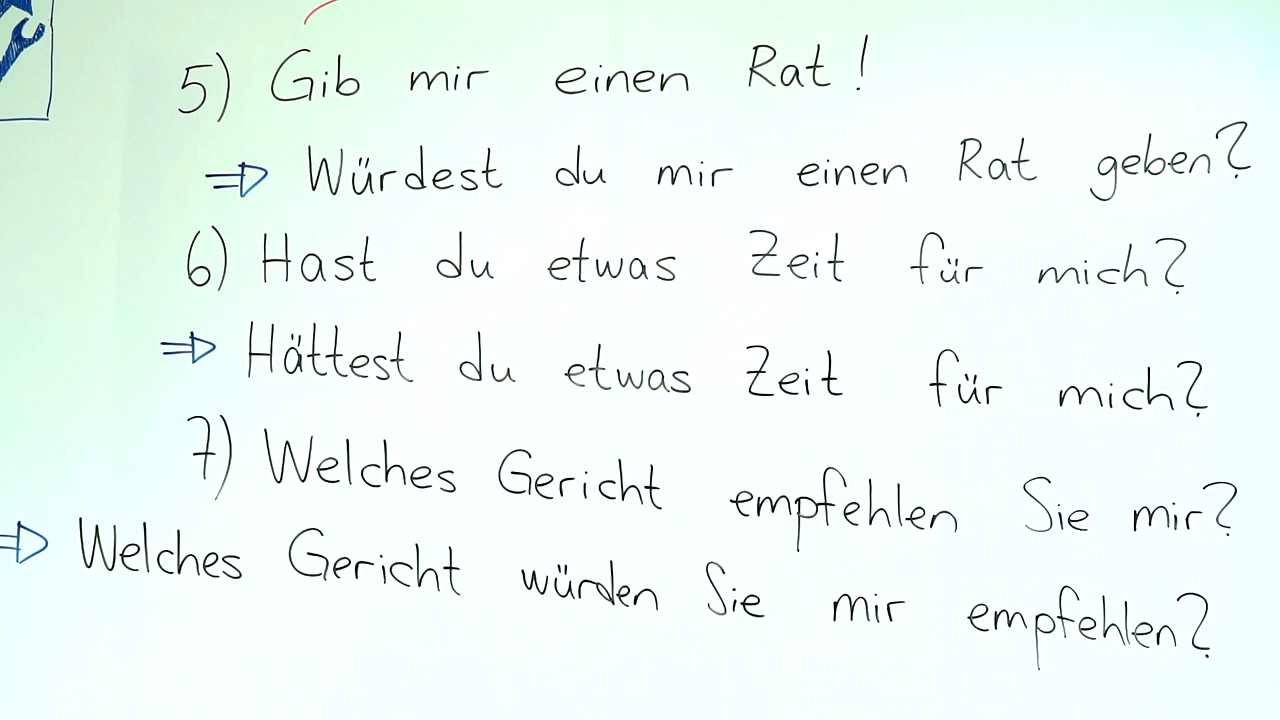 5) Gib mir einen Rat!
⇒ Würdest du mir einen Rat geben?
6) Hast du etwas Zeit für mich?
⇒ Hättest du etwas Zeit für mich?
7) Welches Gericht empfehlen Sie mir?
⇒ Welches Gericht würden Sie mir empfehlen?